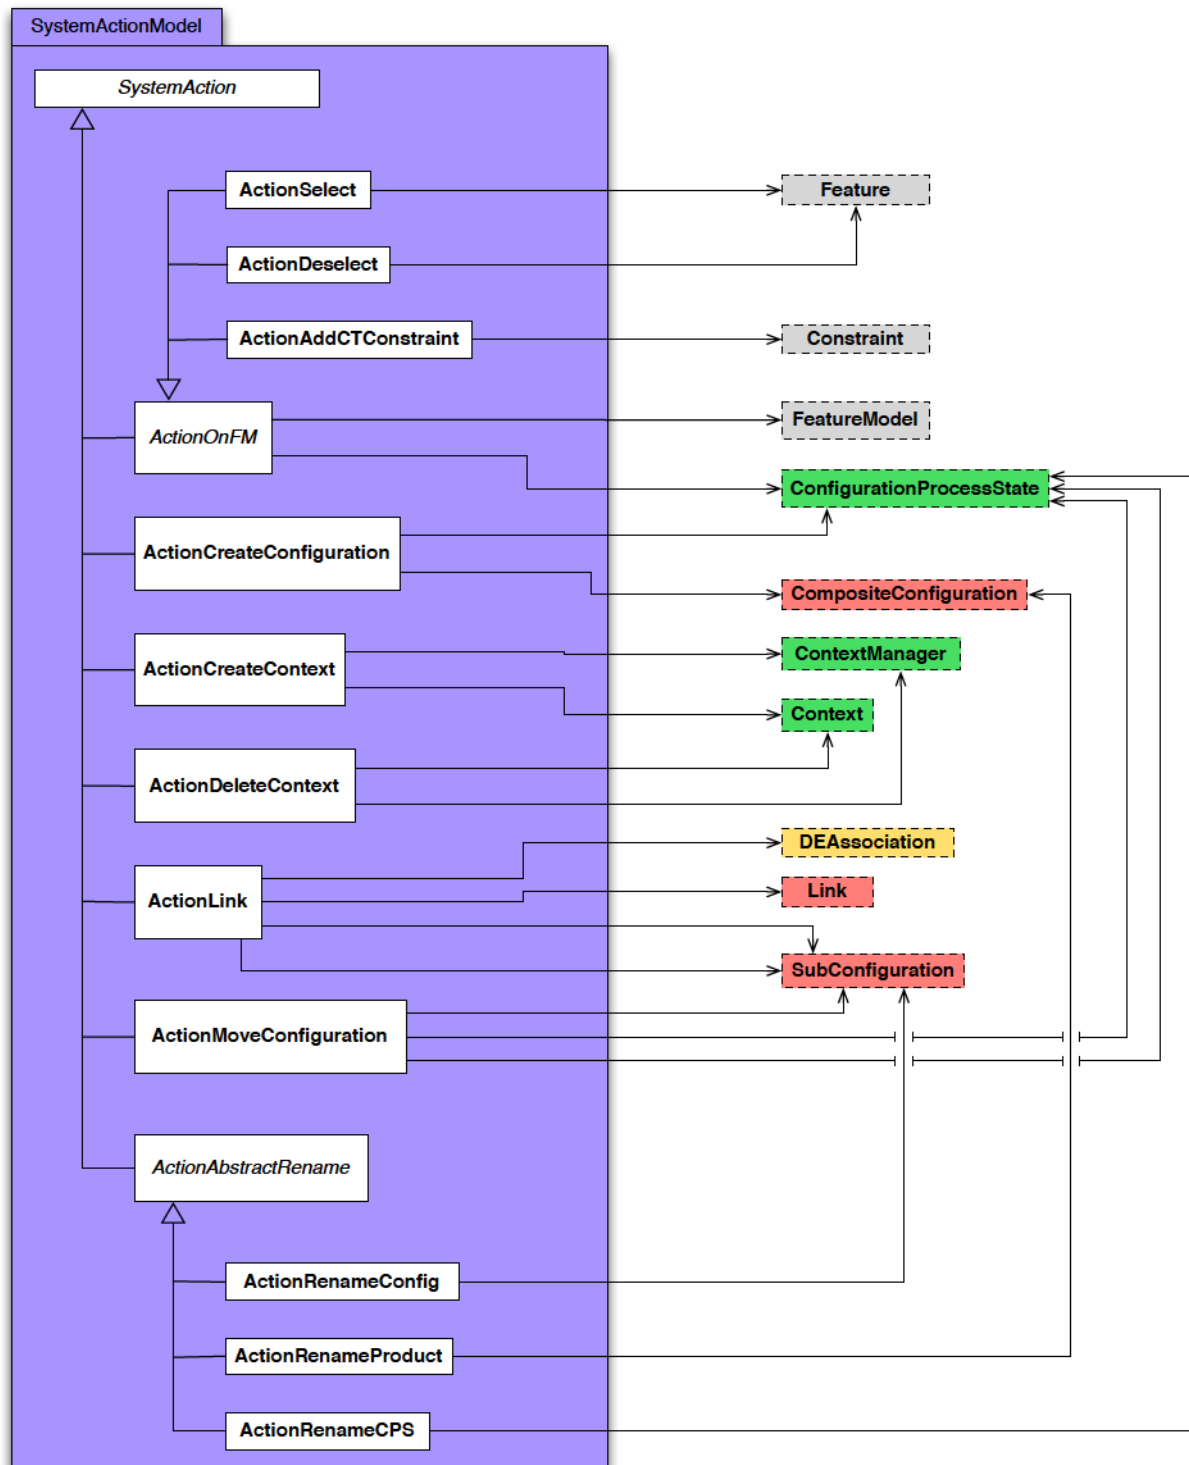 SystemActionModel
SystemAction
ActionSelect
Feature
ActionDeselect
ActionAddCTConstraint
Constraint
ActionOnFM
FeatureModel
ConfigurationProcessState
ActionCreateConfiguration
CompositeConfiguration
ActionCreateContext
ContextManager
Context
ActionDeleteContext
DEAssociation
ActionLink
Link
SubConfiguration
ActionMoveConfiguration
ActionAbstractRename
ActionRenameConfig
ActionRenameProduct
ActionRenameCPS